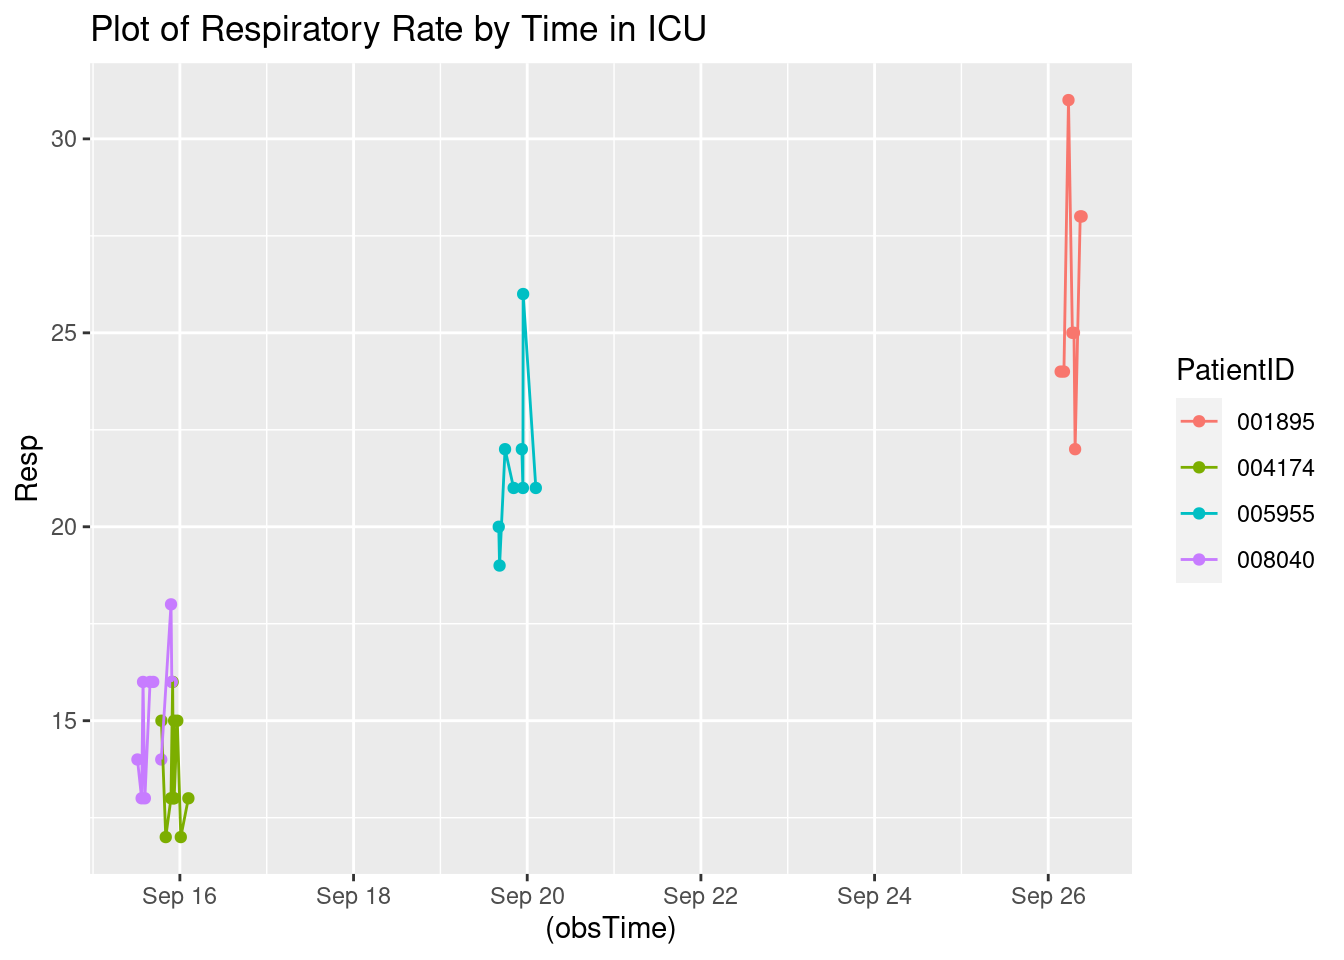 Plot of Respiratory Rate by Time in ICU
30
25
20
15
Resp
Sep 16
Sep 18
Sep 20
Sep 22
Sep 24
Sep 26
(obsTime)
PatientID
001895
004174
005955
008040